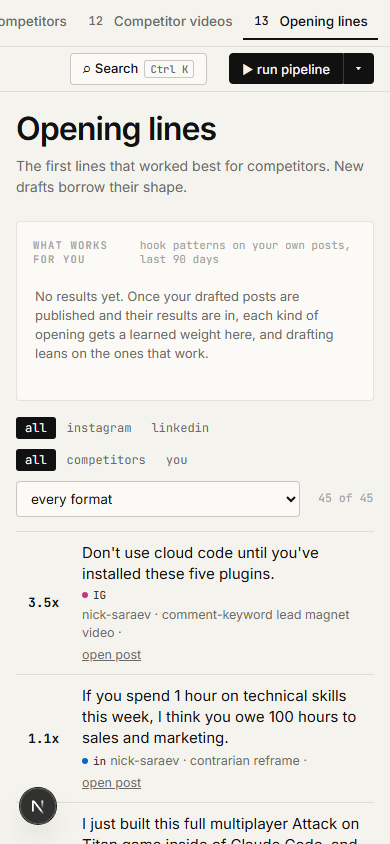 ompetitors 12 Competitor videos 13 Opening lines
Search Ctrl K run pipeline
Opening lines
The first lines that worked best for competitors. New
drafts borrow their shape.
WHAT WORKS
FOR YOU
hook patterns on your own posts,
last 90 days
No results yet. Once your drafted posts are
published and their results are in, each kind of
opening gets a learned weight here, and drafting
leans on the ones that work.
all instagram linkedin
all competitors you
every format 45 of 45
3.5x
Don't use cloud code until you've
installed these five plugins.
IG
nick-saraev · comment-keyword lead magnet
video ·
open post
1.1x
If you spend 1 hour on technical skills
this week, I think you owe 100 hours to
sales and marketing.
in nick-saraev · contrarian reframe ·
open post
N
I just built this full multiplayer Attack on
Titan game inside of Claude Code, and